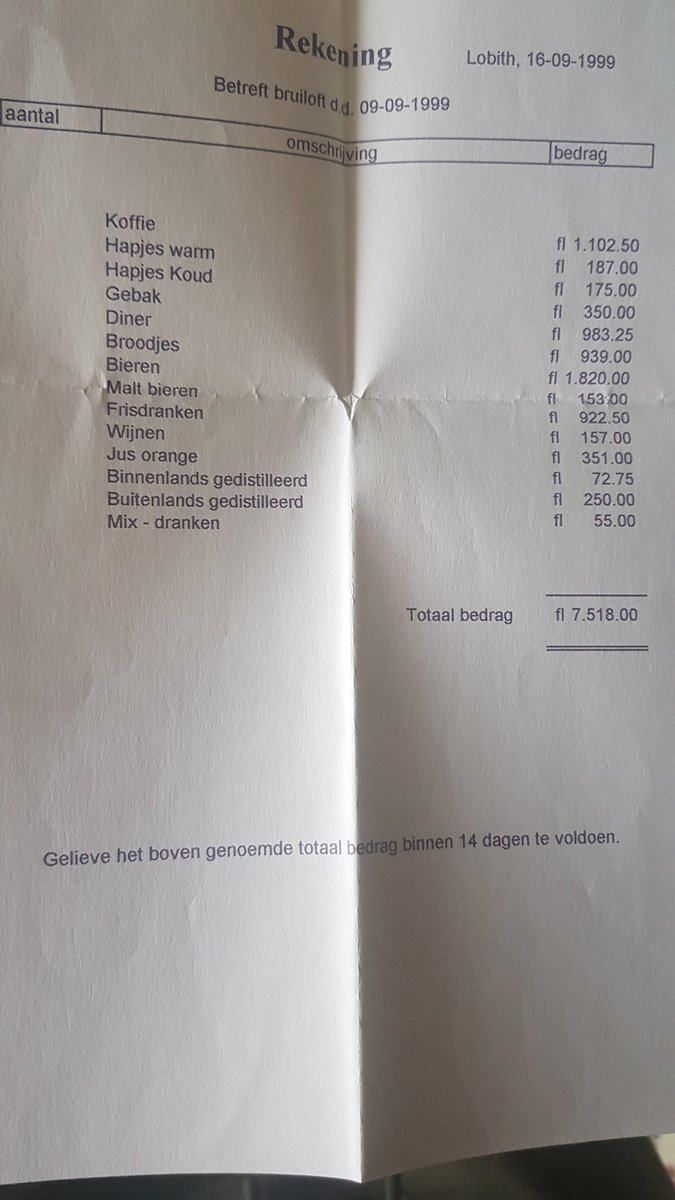 Rekening
Lobith, 16-09-1999
Betreft bruiloft d.d. 09-09-1999
aantal omschrijving bedrag
Koffie fl 1.102.50
Hapjes warm fl 187.00
Hapjes Koud fl 175.00
Gebak fl 350.00
Diner fl 983.25
Broodjes fl 939.00
Bieren fl 1.820.00
Malt bieren fl 153.00
Frisdranken fl 922.50
Wijnen fl 157.00
Jus orange fl 351.00
Binnenlands gedistilleerd fl 72.75
Buitenlands gedistilleerd fl 250.00
Mix - dranken fl 55.00
Totaal bedrag fl 7.518.00
Gelieve het boven genoemde totaal bedrag binnen 14 dagen te voldoen.